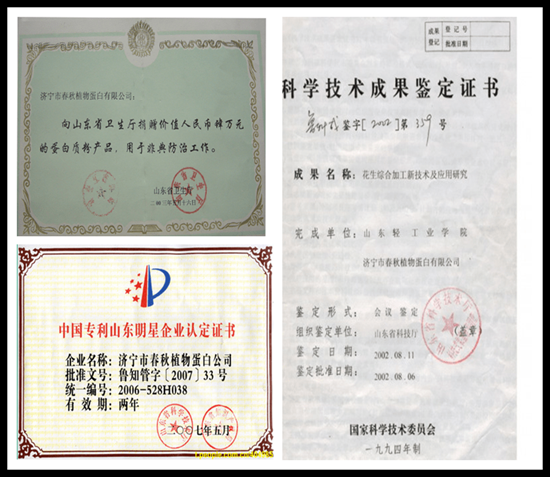 济宁市春秋植物蛋白有限公司：
向山东省卫生厅捐赠价值人民币肆万元
的蛋白质粉产品，用于非典防治工作。
山东省卫生厅
中国专利山东明星企业认定证书
企业名称：济宁市春秋植物蛋白公司
批准文号：鲁知管字［2007］33号
统一编号：2006-528H038
有 效 期：两年
二〇〇七年五月
成果登记
登记号
批准日期
科学技术成果鉴定证书
鲁科成鉴字［2002］第359号
成果名称：花生综合加工新技术及应用研究
完成单位：山东轻工业学院
济宁市春秋植物蛋白有限公司
鉴定形式：会议鉴定
组织鉴定单位：山东省科技厅（盖章）
鉴定日期：2002.08.11
鉴定批准日期：2002.08.06
国家科学技术委员会
一九九四年制